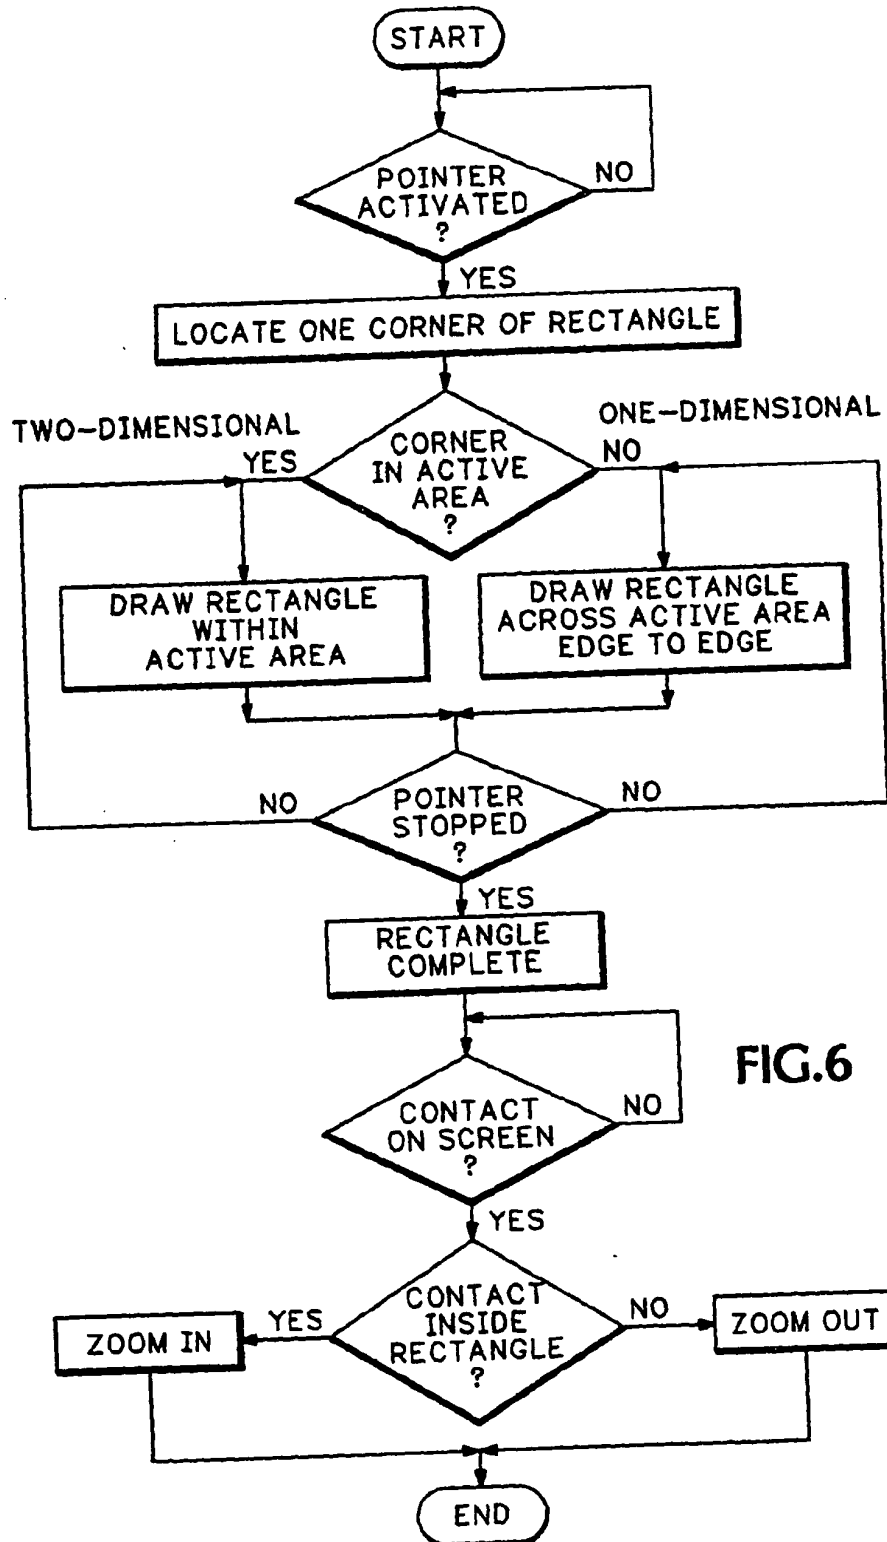 START
POINTER
ACTIVATED
?
NO
YES
LOCATE ONE CORNER OF RECTANGLE
TWO-DIMENSIONAL
ONE-DIMENSIONAL
YES
CORNER
IN ACTIVE
AREA
?
NO
DRAW RECTANGLE
WITHIN
ACTIVE AREA
DRAW RECTANGLE
ACROSS ACTIVE AREA
EDGE TO EDGE
NO
POINTER
STOPPED
?
NO
YES
RECTANGLE
COMPLETE
FIG.6
CONTACT
ON SCREEN
?
NO
YES
CONTACT
INSIDE
RECTANGLE
?
YES
NO
ZOOM IN
ZOOM OUT
END